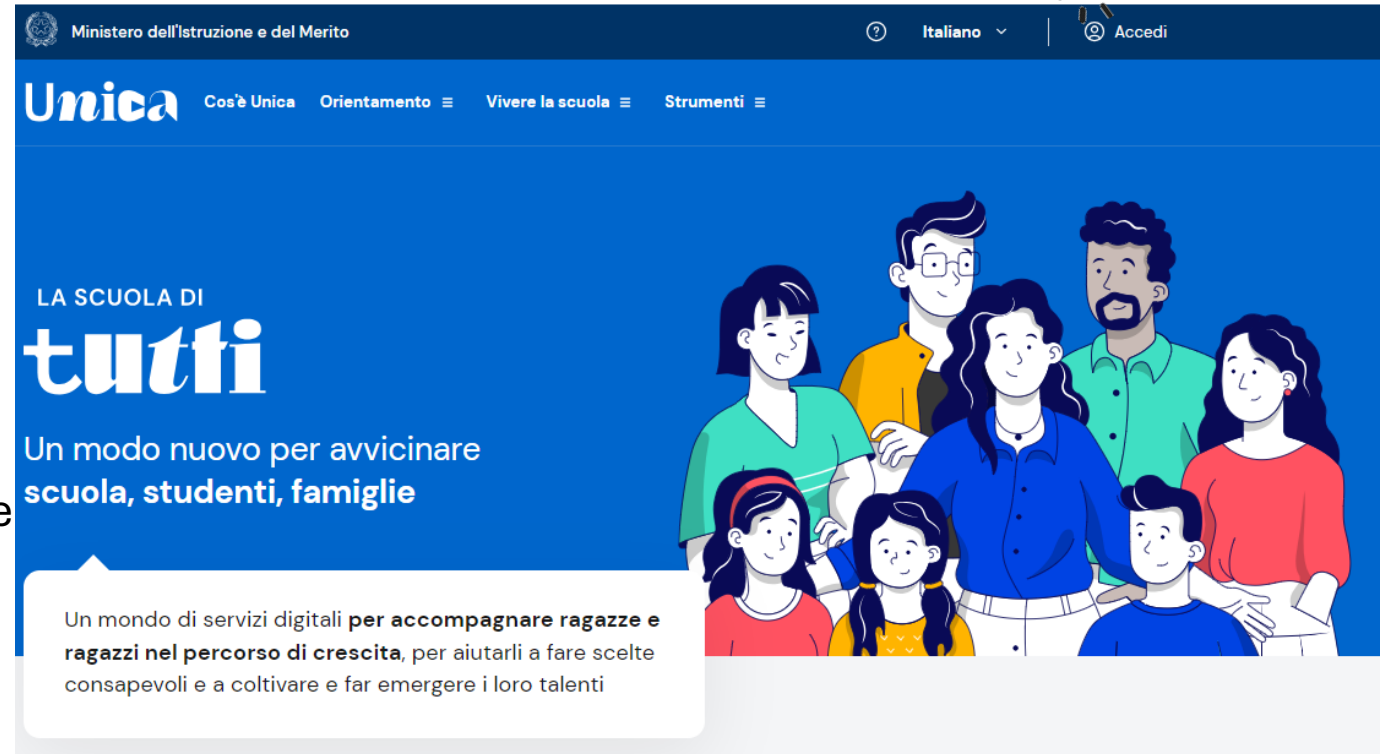 Ministero dell'Istruzione e del Merito
Italiano
Accedi
Unica
Cos'è Unica
Orientamento
Vivere la scuola
Strumenti
LA SCUOLA DI
tutti
Un modo nuovo per avvicinare
scuola, studenti, famiglie
e
Un mondo di servizi digitali per accompagnare ragazze e
ragazzi nel percorso di crescita, per aiutarli a fare scelte
consapevoli e a coltivare e far emergere i loro talenti